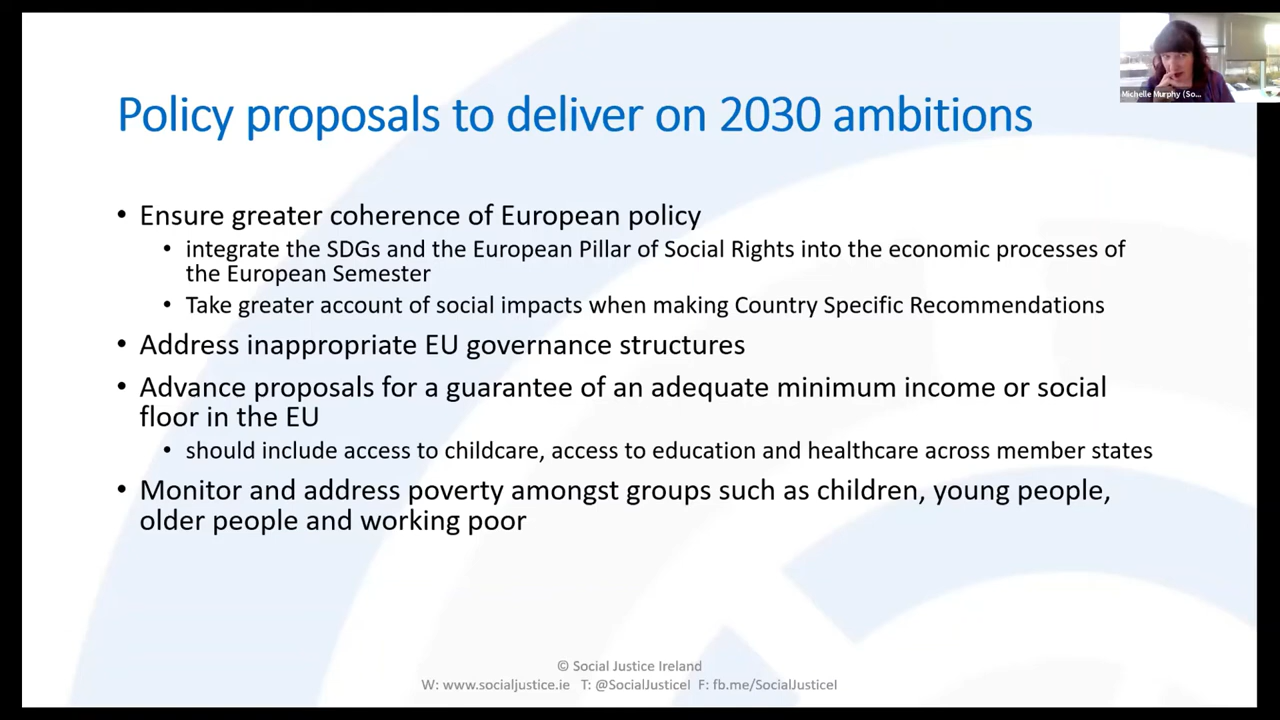 Michelle Murphy (So...
Policy proposals to deliver on 2030 ambitions
• Ensure greater coherence of European policy
• integrate the SDGs and the European Pillar of Social Rights into the economic processes of
the European Semester
• Take greater account of social impacts when making Country Specific Recommendations
• Address inappropriate EU governance structures
• Advance proposals for a guarantee of an adequate minimum income or social
floor in the EU
• should include access to childcare, access to education and healthcare across member states
• Monitor and address poverty amongst groups such as children, young people,
older people and working poor
© Social Justice Ireland
W: www.socialjustice.ie T: @SocialJusticeI F: fb.me/SocialJusticeI